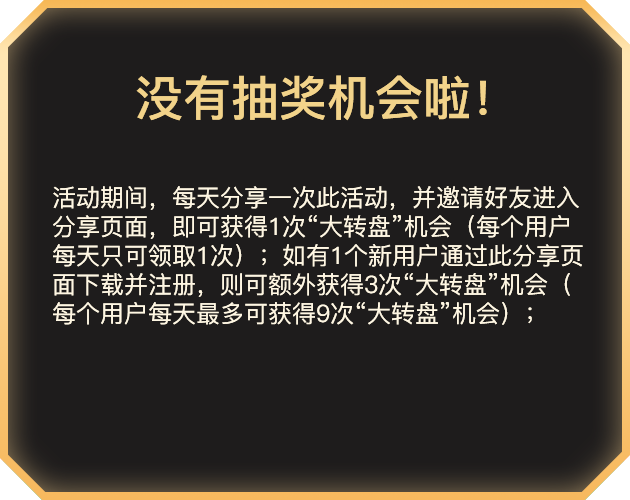 没有抽奖机会啦！
活动期间，每天分享一次此活动，并邀请好友进入
分享页面，即可获得1次“大转盘”机会（每个用户
每天只可领取1次）；如有1个新用户通过此分享页
面下载并注册，则可额外获得3次“大转盘”机会（
每个用户每天最多可获得9次“大转盘”机会）；